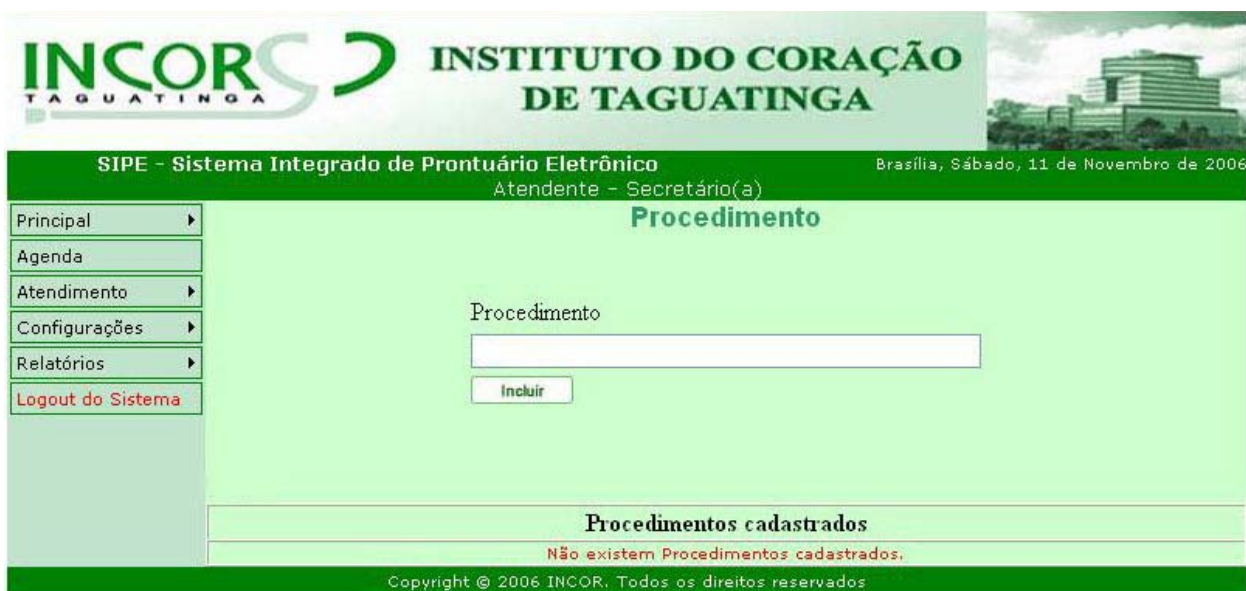 INCOR
TAGUATINGA
INSTITUTO DO CORAÇÃO
DE TAGUATINGA
SIPE - Sistema Integrado de Prontuário Eletrônico
Brasília, Sábado, 11 de Novembro de 2006
Atendente - Secretário(a)
Principal
Agenda
Atendimento
Configurações
Relatórios
Logout do Sistema
Procedimento
Procedimento
Incluir
Procedimentos cadastrados
Não existem Procedimentos cadastrados.
Copyright © 2006 INCOR. Todos os direitos reservados